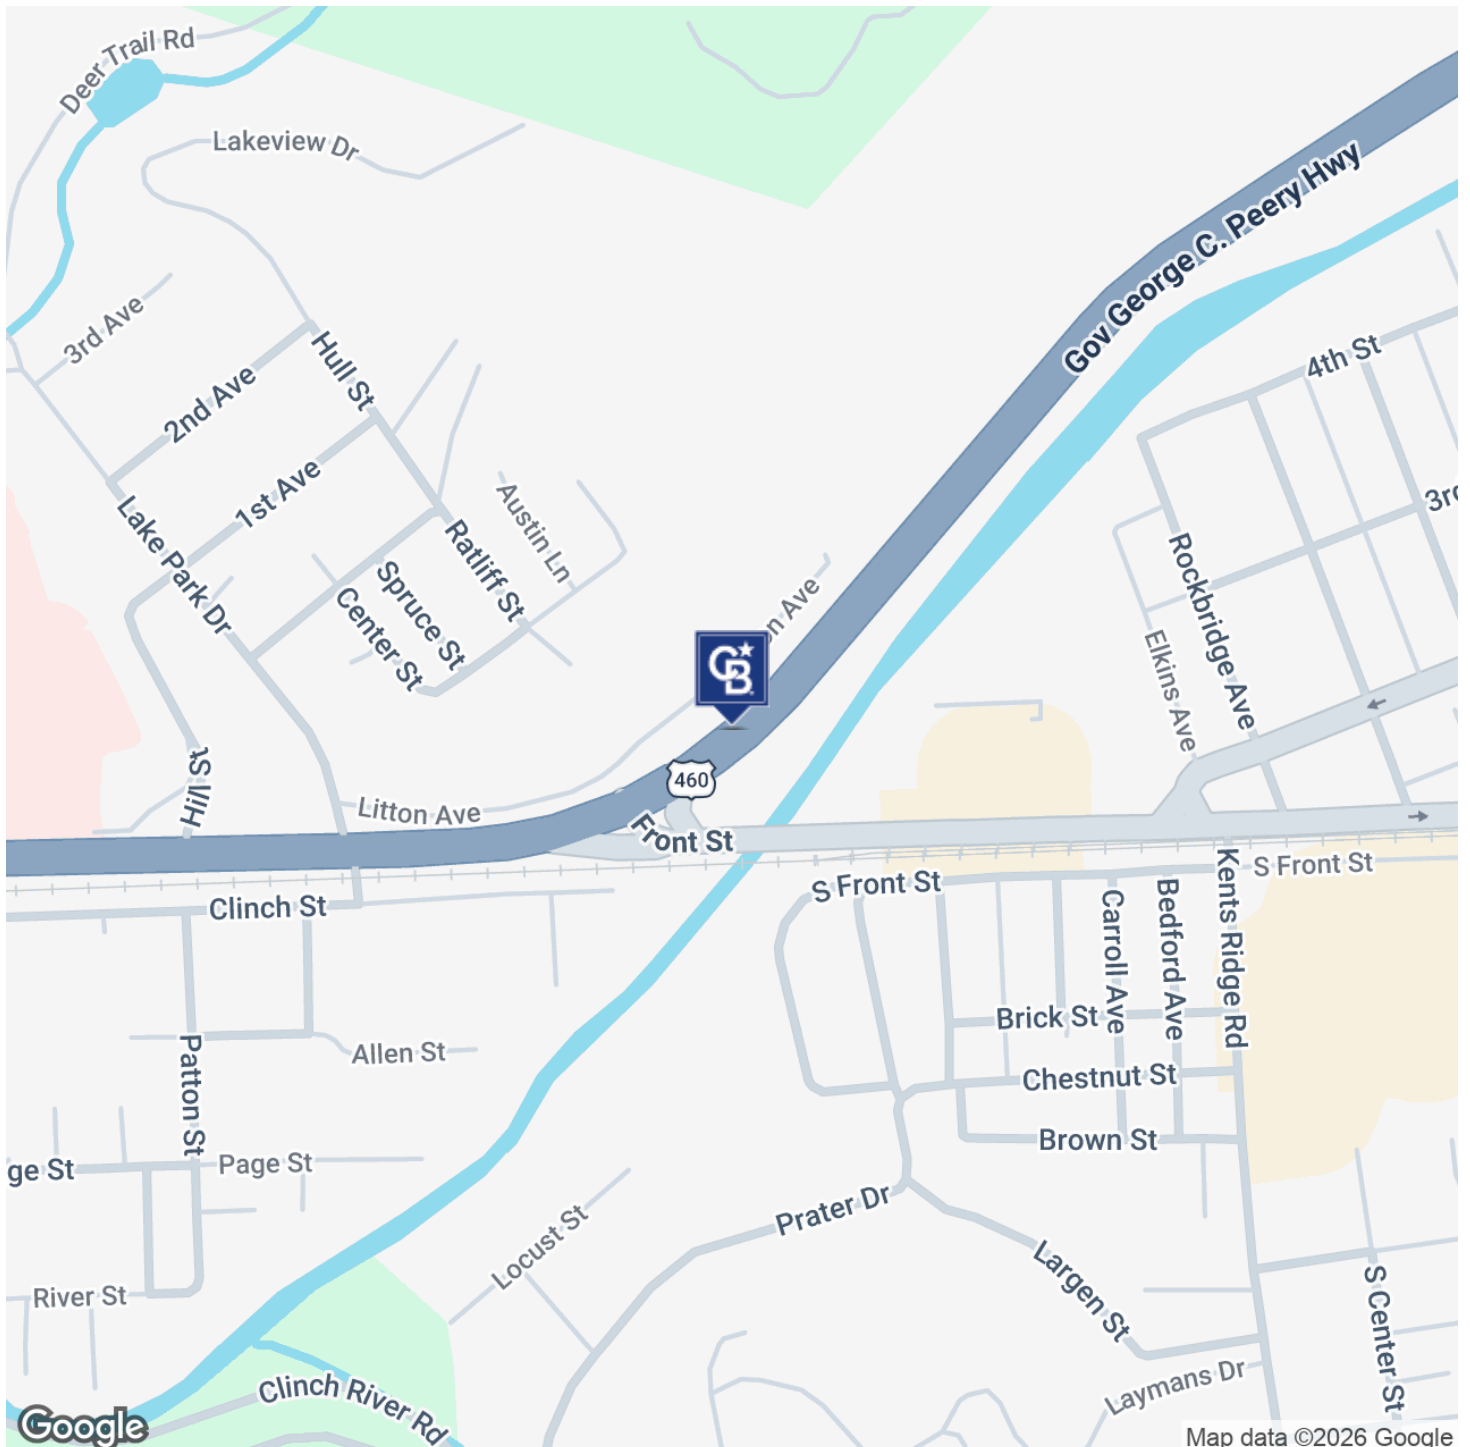 Deer Trail Rd
Lakeview Dr
Gov George C. Peery Hwy
3rd Ave
Hull St
4th St
2nd Ave
1st Ave
3r
Lake Park Dr
Austin Ln
Ratliff St
Spruce St
Center St
on Ave
Rockbridge Ave
Elkins Ave
CB
460
Hill St
Litton Ave
Front St
S Front St
S Front St
Clinch St
Kents Ridge Rd
Carroll Ave
Bedford Ave
Brick St
Allen St
Patton St
Chestnut St
Brown St
ge St
Page St
Prater Dr
Locust St
Largen St
River St
S Center St
Laymans Dr
Clinch River Rd
Google
Map data ©2026 Google